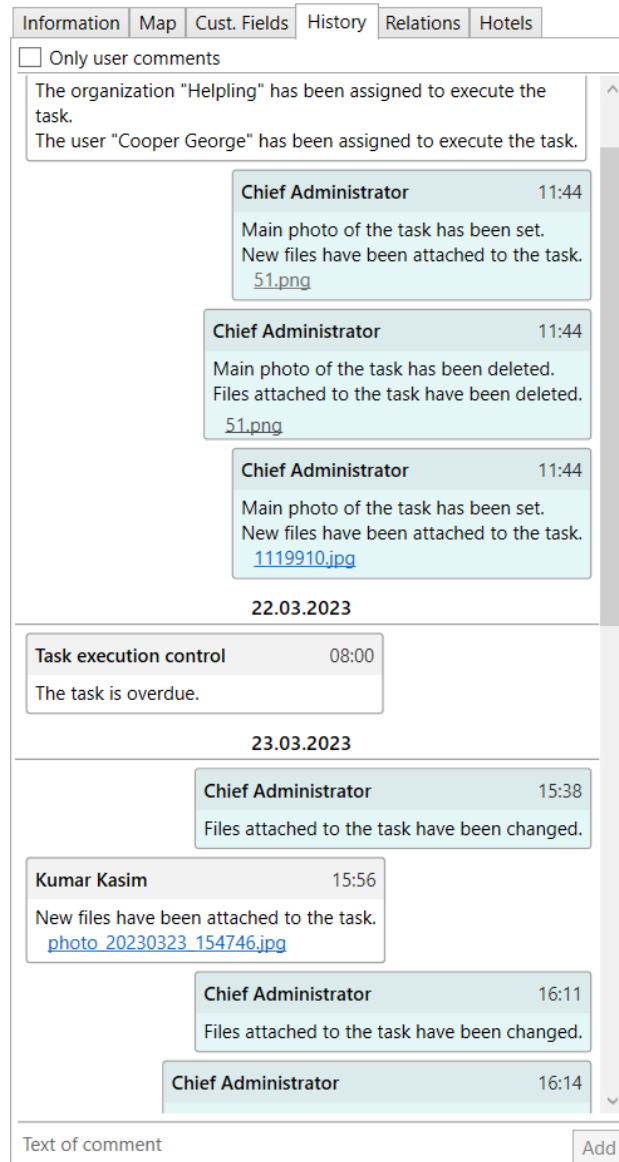 Information Map Cust. Fields History Relations Hotels
Only user comments
The organization "Helpling" has been assigned to execute the
task.
The user "Cooper George" has been assigned to execute the task.
Chief Administrator 11:44
Main photo of the task has been set.
New files have been attached to the task.
51.png
Chief Administrator 11:44
Main photo of the task has been deleted.
Files attached to the task have been deleted.
51.png
Chief Administrator 11:44
Main photo of the task has been set.
New files have been attached to the task.
1119910.jpg
22.03.2023
Task execution control 08:00
The task is overdue.
23.03.2023
Chief Administrator 15:38
Files attached to the task have been changed.
Kumar Kasim 15:56
New files have been attached to the task.
photo_20230323_154746.jpg
Chief Administrator 16:11
Files attached to the task have been changed.
Chief Administrator 16:14
Text of comment Add